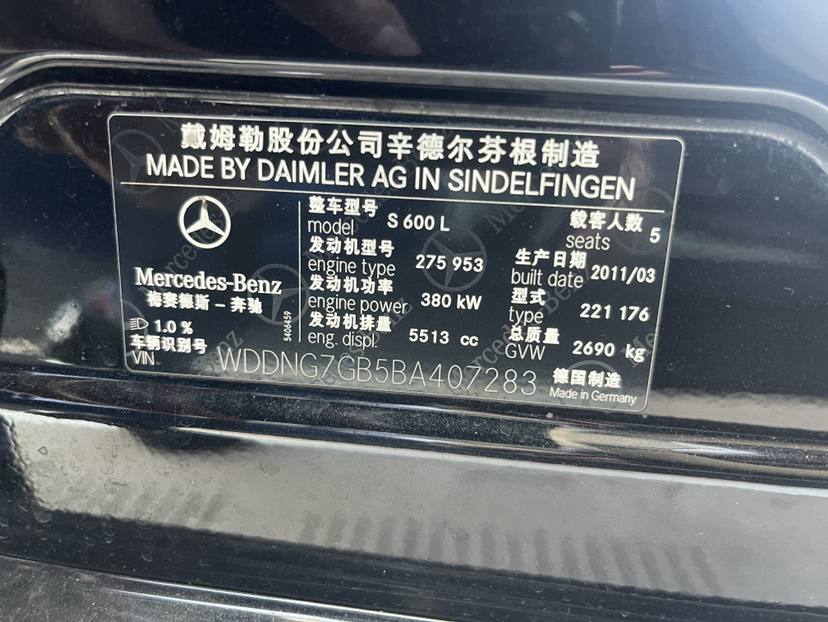 戴姆勒股份公司辛德尔芬根制造
MADE BY DAIMLER AG IN SINDELFINGEN
Mercedes-Benz
梅赛德斯－奔驰
整车型号
model S 600 L
载客人数
seats 5
发动机型号
engine type 275 953
生产日期
built date 2011/03
发动机功率
engine power 380 kW
型式
type 221 176
发动机排量
eng. displ. 5513 cc
总质量
GVW 2690 kg
5406459
1.0 %
车辆识别号
VIN WDDNG7GB5BA407283
德国制造
Made in Germany